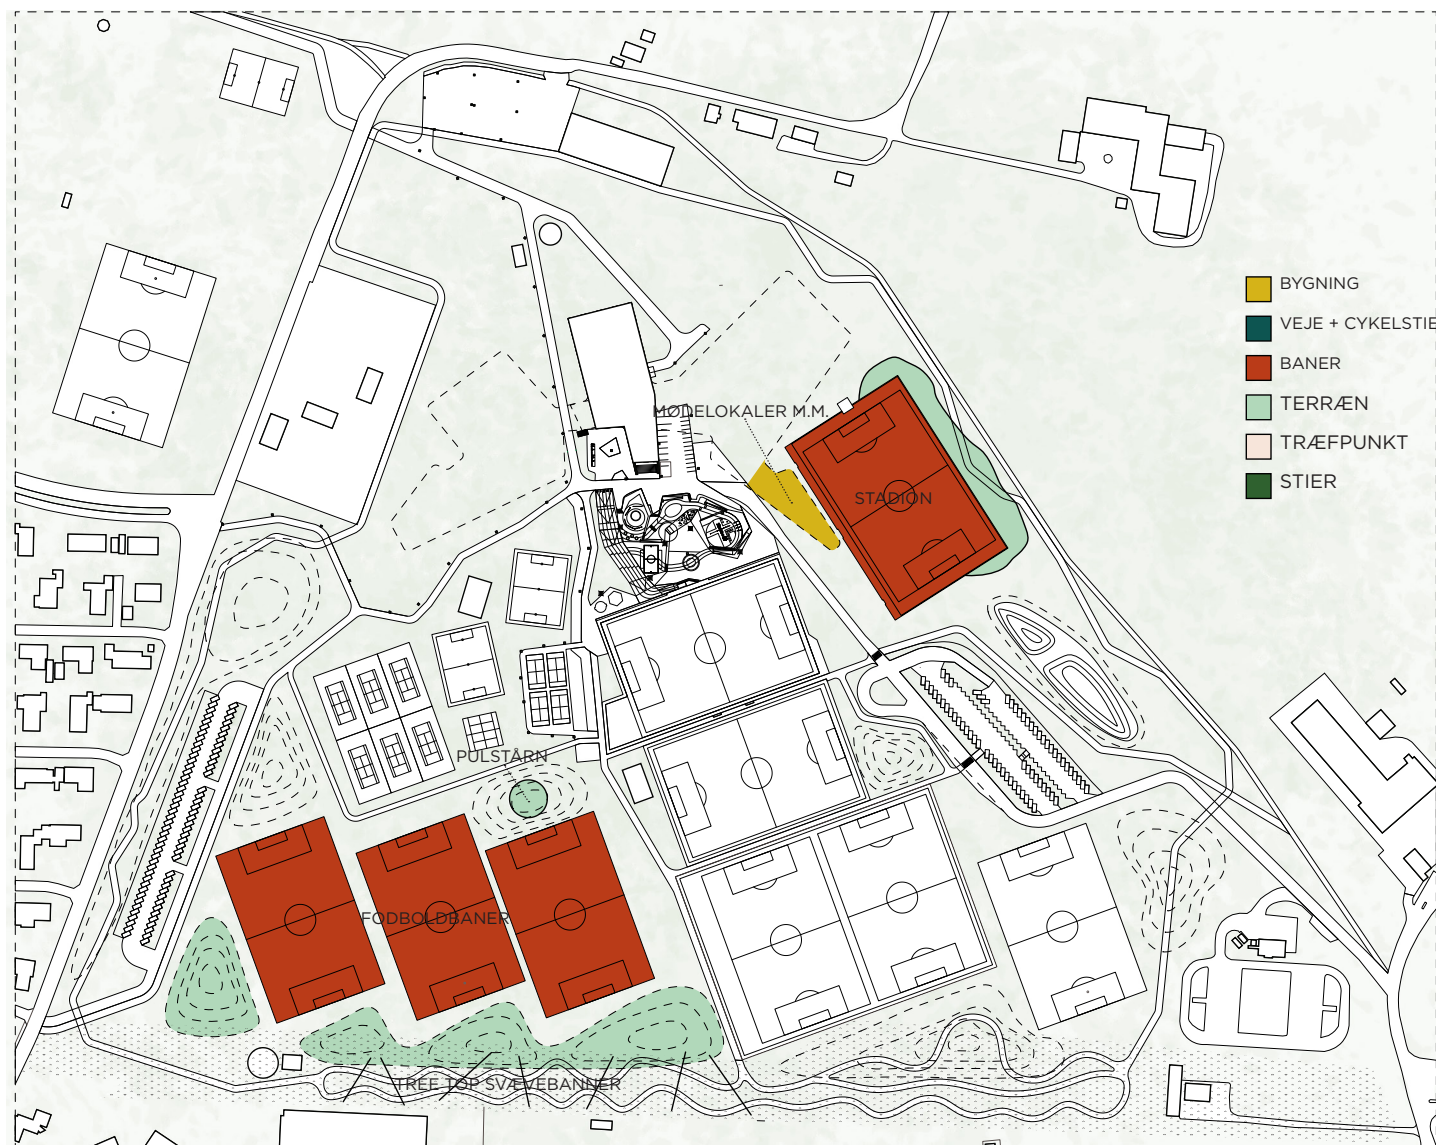 BYGNING
VEJE + CYKELSTIE
BANER
TERRÆN
TRÆFPUNKT
STIER
MØDELOKALER M.M.
STADION
PULSTÅRN
FODBOLDBANER
TREE TOP SVÆVEBANNER